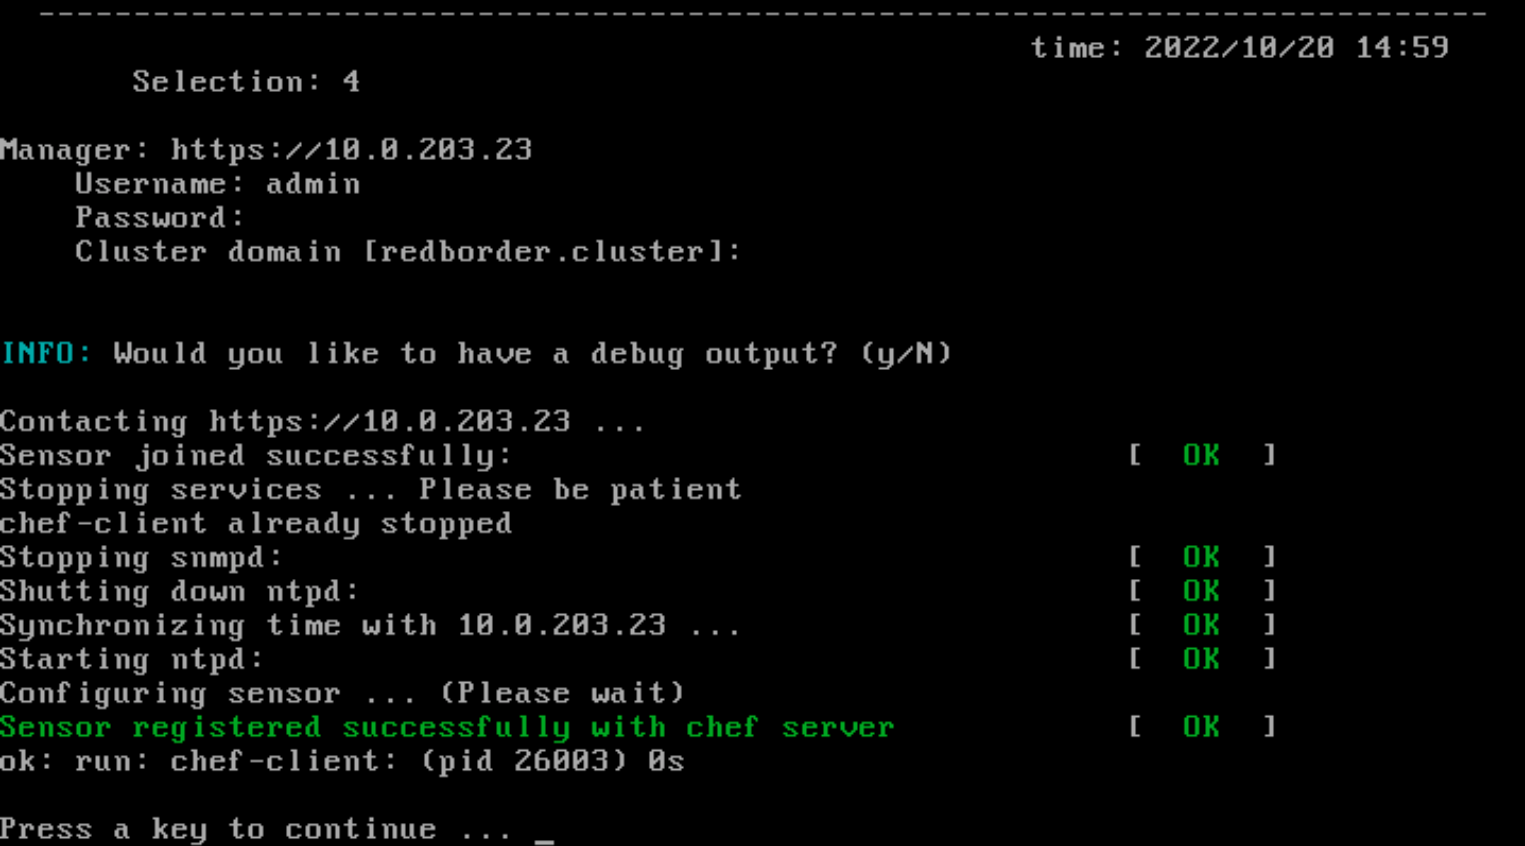 --------------------------------------------------------------------------------
time: 2022/10/20 14:59
Selection: 4
Manager: https://10.0.203.23
Username: admin
Password:
Cluster domain [redborder.cluster]:
INFO: Would you like to have a debug output? (y/N)
Contacting https://10.0.203.23 ...
Sensor joined successfully: [ OK ]
Stopping services ... Please be patient
chef-client already stopped
Stopping snmpd: [ OK ]
Shutting down ntpd: [ OK ]
Synchronizing time with 10.0.203.23 ... [ OK ]
Starting ntpd: [ OK ]
Configuring sensor ... (Please wait)
Sensor registered successfully with chef server [ OK ]
ok: run: chef-client: (pid 26003) 0s
Press a key to continue ... _